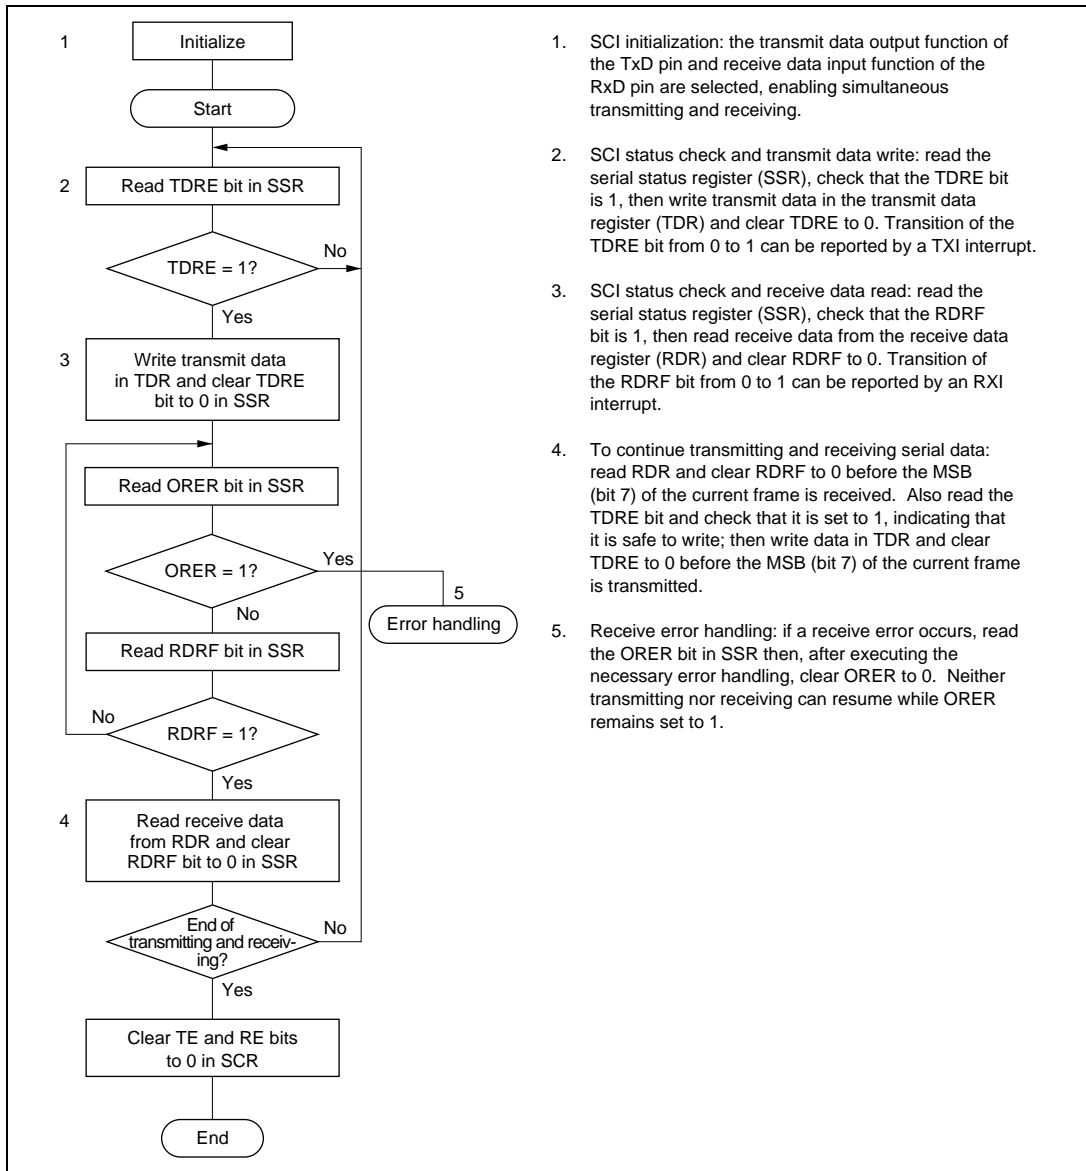 1
Initialize
Start
2
Read TDRE bit in SSR
TDRE = 1?
No
Yes
3
Write transmit data
in TDR and clear TDRE
bit to 0 in SSR
Read ORER bit in SSR
ORER = 1?
Yes
5
Error handling
No
Read RDRF bit in SSR
RDRF = 1?
No
Yes
4
Read receive data
from RDR and clear
RDRF bit to 0 in SSR
End of
transmitting and receiv-
ing?
No
Yes
Clear TE and RE bits
to 0 in SCR
End
1. SCI initialization: the transmit data output function of
the TxD pin and receive data input function of the
RxD pin are selected, enabling simultaneous
transmitting and receiving.
2. SCI status check and transmit data write: read the
serial status register (SSR), check that the TDRE bit
is 1, then write transmit data in the transmit data
register (TDR) and clear TDRE to 0. Transition of the
TDRE bit from 0 to 1 can be reported by a TXI interrupt.
3. SCI status check and receive data read: read the
serial status register (SSR), check that the RDRF
bit is 1, then read receive data from the receive data
register (RDR) and clear RDRF to 0. Transition of
the RDRF bit from 0 to 1 can be reported by an RXI
interrupt.
4. To continue transmitting and receiving serial data:
read RDR and clear RDRF to 0 before the MSB
(bit 7) of the current frame is received. Also read the
TDRE bit and check that it is set to 1, indicating that
it is safe to write; then write data in TDR and clear
TDRE to 0 before the MSB (bit 7) of the current frame
is transmitted.
5. Receive error handling: if a receive error occurs, read
the ORER bit in SSR then, after executing the
necessary error handling, clear ORER to 0. Neither
transmitting nor receiving can resume while ORER
remains set to 1.